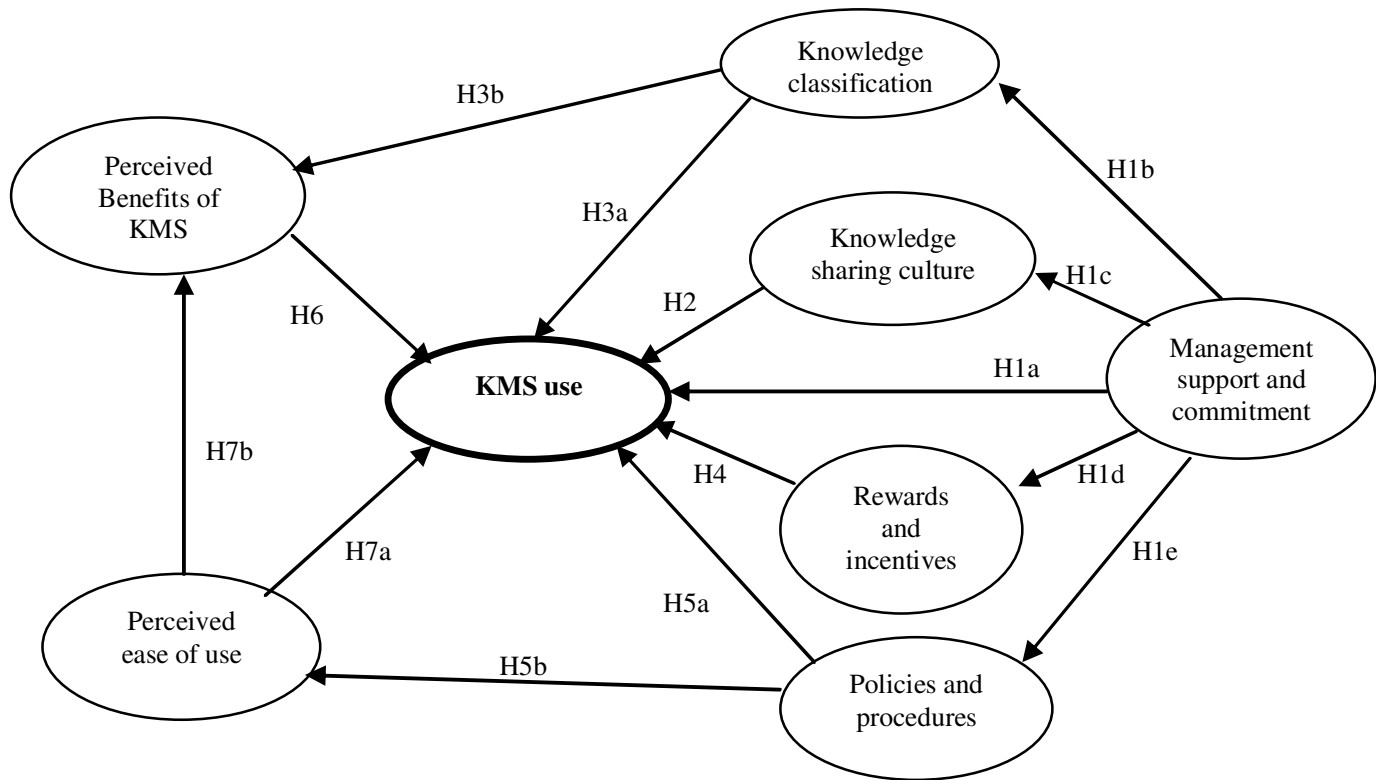 Knowledge
classification
H3b
Perceived
Benefits of
KMS
H1b
H3a
Knowledge
sharing culture
H1c
H2
H6
Management
support and
commitment
H1a
KMS use
H7b
H4
H1d
Rewards
and
incentives
H7a
H1e
H5a
Perceived
ease of use
H5b
Policies and
procedures